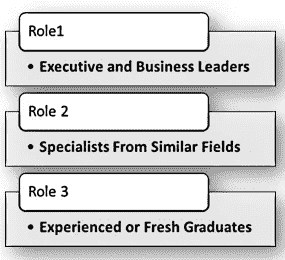 Role1
• Executive and Business Leaders
Role 2
• Specialists From Similar Fields
Role 3
• Experienced or Fresh Graduates